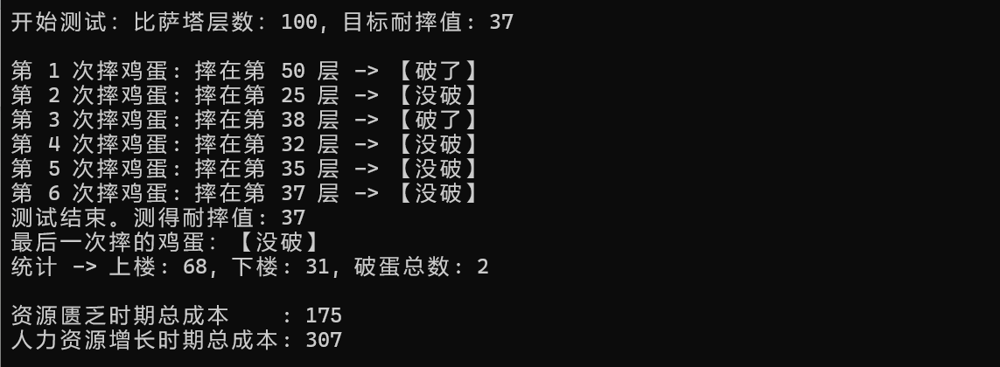 开始测试: 比萨塔层数: 100, 目标耐摔值: 37
第 1 次摔鸡蛋: 摔在第 50 层 -> 【破了】
第 2 次摔鸡蛋: 摔在第 25 层 -> 【没破】
第 3 次摔鸡蛋: 摔在第 38 层 -> 【破了】
第 4 次摔鸡蛋: 摔在第 32 层 -> 【没破】
第 5 次摔鸡蛋: 摔在第 35 层 -> 【没破】
第 6 次摔鸡蛋: 摔在第 37 层 -> 【没破】
测试结束。测得耐摔值: 37
最后一次摔的鸡蛋: 【没破】
统计 -> 上楼: 68, 下楼: 31, 破蛋总数: 2
资源匮乏时期总成本    : 175
人力资源增长时期总成本: 307